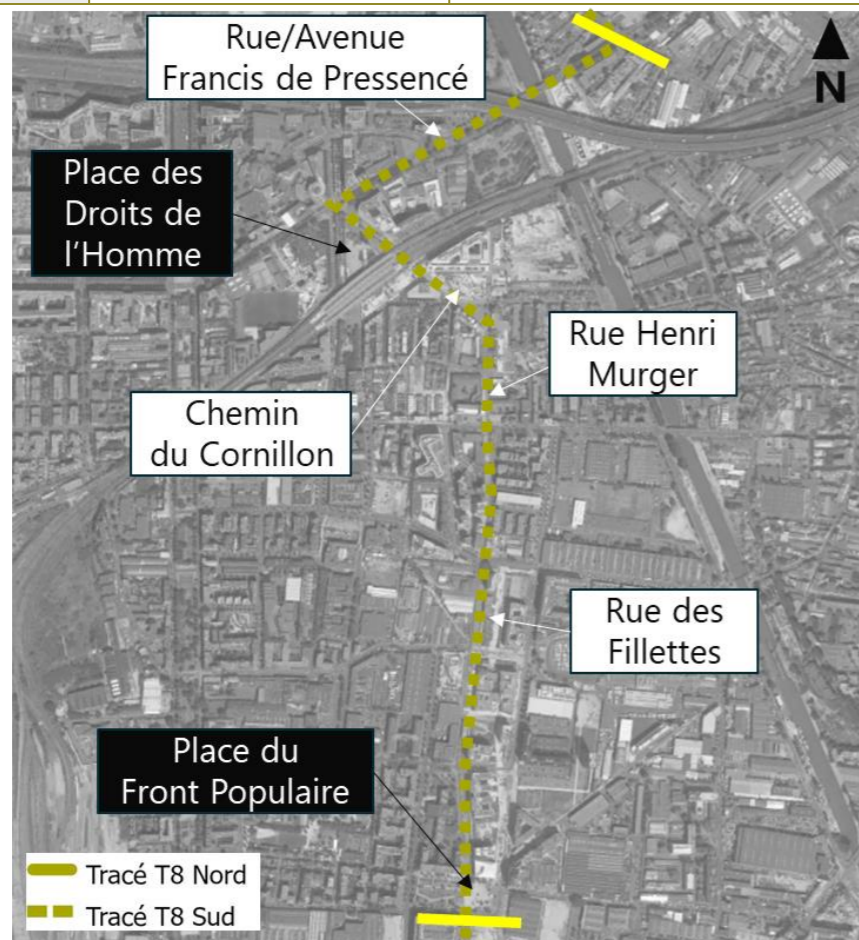 Rue/Avenue
Francis de Pressencé
N
Place des
Droits de
l'Homme
Rue Henri
Murger
Chemin
du Cornillon
Rue des
Fillettes
Place du
Front Populaire
Tracé T8 Nord
Tracé T8 Sud